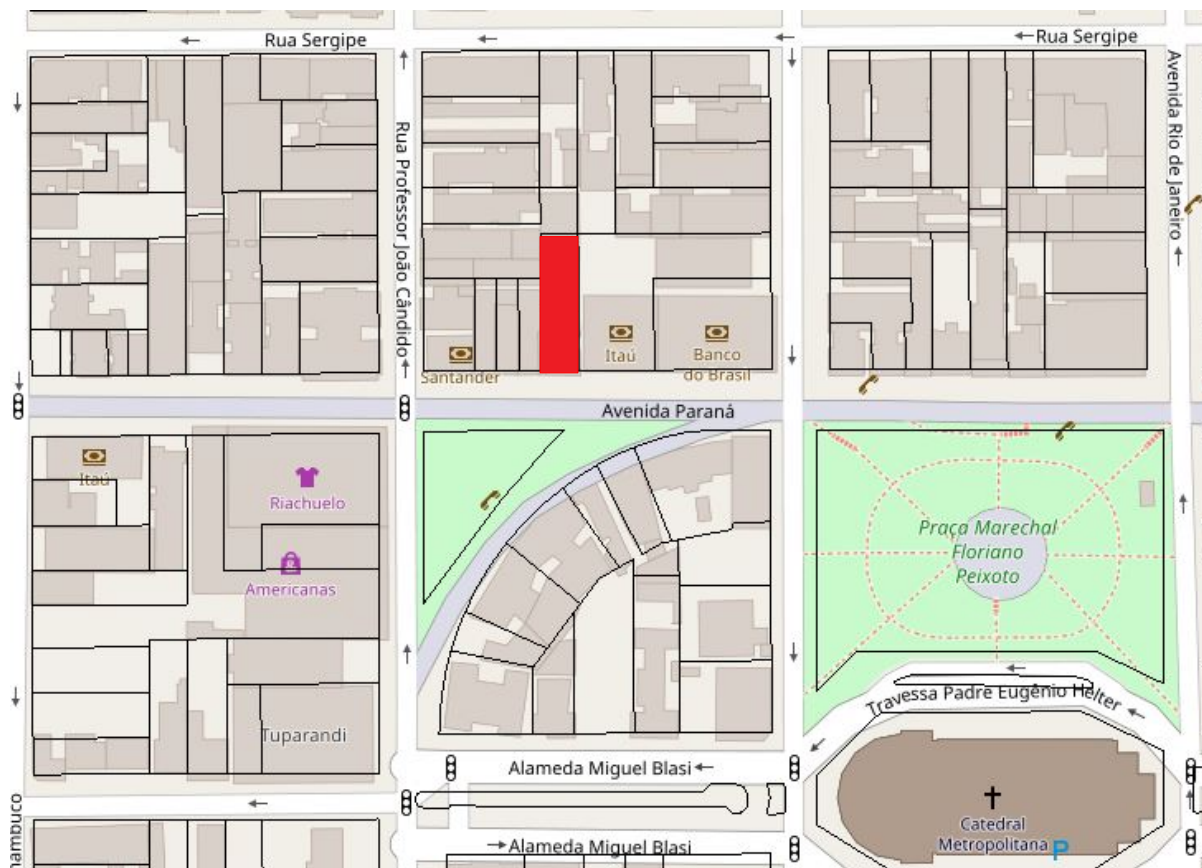 Rua Sergipe
Rua Sergipe
Avenida Rio de Janeiro
Rua Professor João Cândido
Santander
Itaú
Banco
do Brasil
Avenida Paraná
Itaú
Riachuelo
Americanas
Praça Marechal
Floriano
Peixoto
Travessa Padre Eugênio Helter
Tuparandi
Alameda Miguel Blasi
Catedral
Metropolitana
P
Alameda Miguel Blasi
nambuco